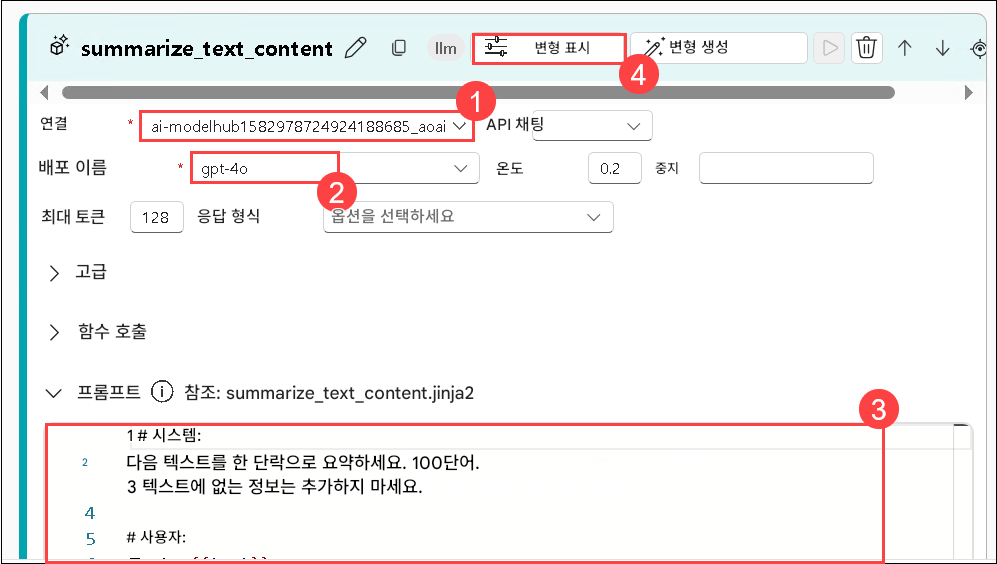 summarize_text_content llm 변형 표시 변형 생성
4
1
연결 * ai-modelhub1582978724924188685_aoai API 채팅
배포 이름 * gpt-4o 온도 0.2 중지
2
최대 토큰 128 응답 형식 옵션을 선택하세요
고급
함수 호출
프롬프트 참조: summarize_text_content.jinja2
3
1 # 시스템:
2 다음 텍스트를 한 단락으로 요약하세요. 100단어.
3 텍스트에 없는 정보는 추가하지 마세요.
4
5 # 사용자: